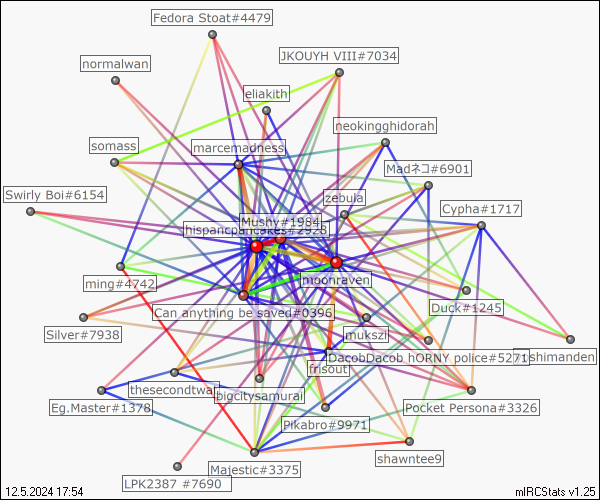 Fedora Stoat#4479
JKOUYH VIII#7034
normalwan
eliakith
neokingghidorah
somass
marcemadness
Madネコ#6901
Swirly Boi#6154
zebula
Cypha#1717
Mushy#1984
hispancpancakes#2928
ming#4742
moonraven
Duck#1245
Can anything be saved#0396
Silver#7938
mukszi
DacobDacob hORNY police#5271
oshimanden
frisout
thesecondtwai
bigcitysamurai
Eg.Master#1378
Pocket Persona#3326
Pikabro#9971
shawntee9
Majestic#3375
LPK2387 #7690
12.5.2024 17:54
mIRCStats v1.25